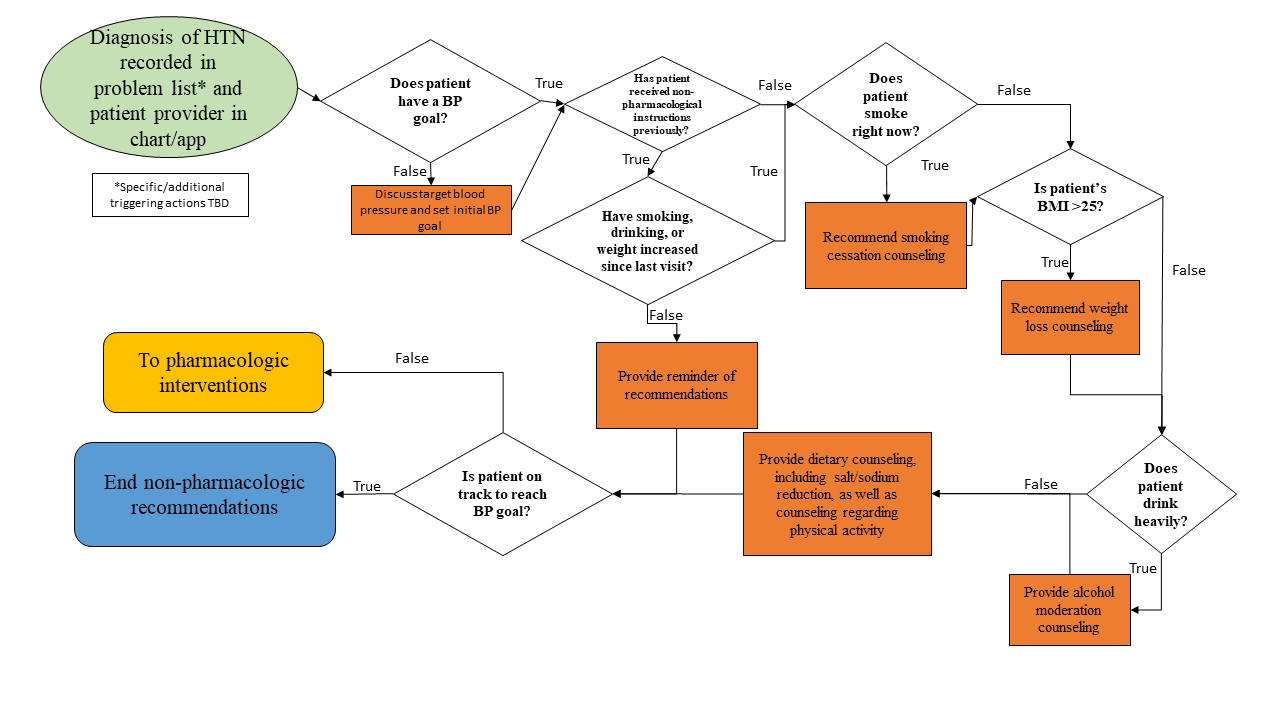 Diagnosis of HTN
recorded in
problem list* and
patient provider in
chart/app
*Specific/additional
triggering actions TBD
Does patient
have a BP
goal?
True
False
Discuss target blood
pressure and set initial BP
goal
Has patient
received non-
pharmacological
instructions
previously?
False
True
Have smoking,
drinking, or
weight increased
since last visit?
True
False
Provide reminder of
recommendations
Does
patient
smoke
right now?
False
True
Recommend smoking
cessation counseling
Is patient’s
BMI >25?
True
False
Recommend weight
loss counseling
Does
patient
drink
heavily?
False
True
Provide alcohol
moderation
counseling
Provide dietary counseling,
including salt/sodium
reduction, as well as
counseling regarding
physical activity
Is patient on
track to reach
BP goal?
False
True
To pharmacologic
interventions
End non-pharmacologic
recommendations